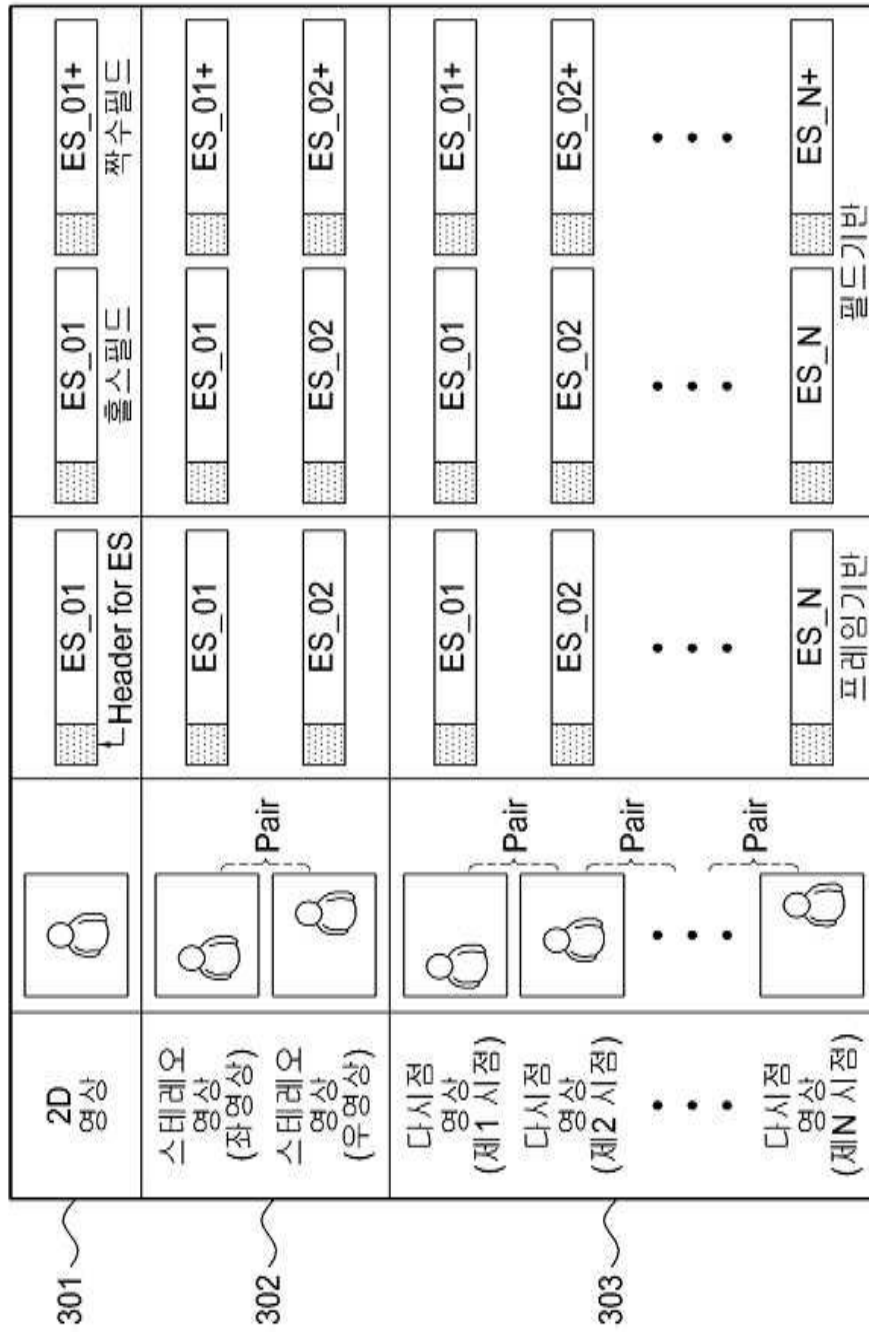 301
2D
영상
ES_01
Header for ES
ES_01
홀스필드
ES_01+
짝수필드
302
스테레오
영상
(좌영상)
스테레오
영상
(우영상)
Pair
ES_01
ES_02
ES_01
ES_02
ES_01+
ES_02+
303
다시점
영상
(제1 시점)
다시점
영상
(제2 시점)
다시점
영상
(제N 시점)
Pair
Pair
Pair
ES_01
ES_02
ES_N
프레임기반
ES_01
ES_02
ES_N
ES_01+
ES_02+
ES_N+
필드기반